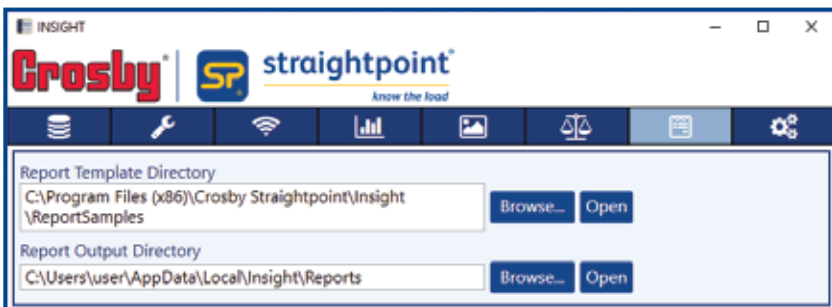 INSIGHT
Crosby
SP straightpoint
know the load
Report Template Directory
C:\Program Files (x86)\Crosby Straightpoint\Insight
\ReportSamples
Browse... Open
Report Output Directory
C:\Users\user\AppData\Local\Insight\Reports
Browse... Open